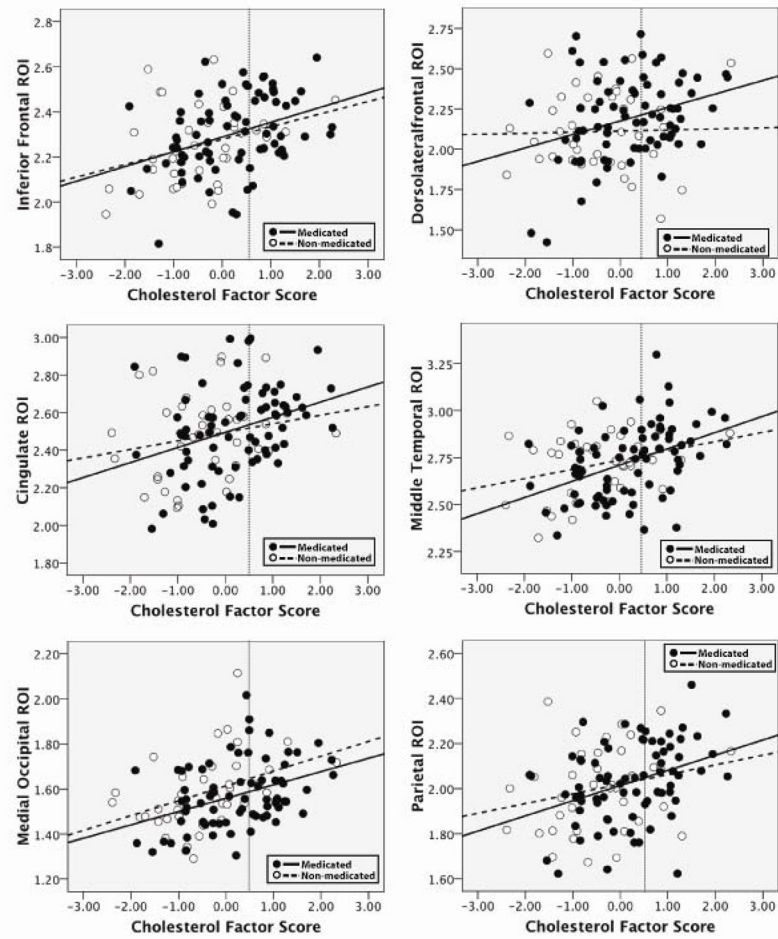 2.8
2.6
2.4
2.2
2.0
1.8
Inferior Frontal ROI
Medicated
Non-medicated
−3.00 −2.00 −1.00 0.00 1.00 2.00 3.00
Cholesterol Factor Score
2.75
2.50
2.25
2.00
1.75
1.50
Dorsolateralfrontal ROI
Medicated
Non-medicated
−3.00 −2.00 −1.00 0.00 1.00 2.00 3.00
Cholesterol Factor Score
3.00
2.80
2.60
2.40
2.20
2.00
1.80
Cingulate ROI
Medicated
Non-medicated
−3.00 −2.00 −1.00 0.00 1.00 2.00 3.00
Cholesterol Factor Score
3.25
3.00
2.75
2.50
2.25
Middle Temporal ROI
Medicated
Non-medicated
−3.00 −2.00 −1.00 0.00 1.00 2.00 3.00
Cholesterol Factor Score
2.20
2.00
1.80
1.60
1.40
1.20
Medial Occipital ROI
Medicated
Non-medicated
−3.00 −2.00 −1.00 0.00 1.00 2.00 3.00
Cholesterol Factor Score
2.60
2.40
2.20
2.00
1.80
1.60
Parietal ROI
Medicated
Non-medicated
−3.00 −2.00 −1.00 0.00 1.00 2.00 3.00
Cholesterol Factor Score